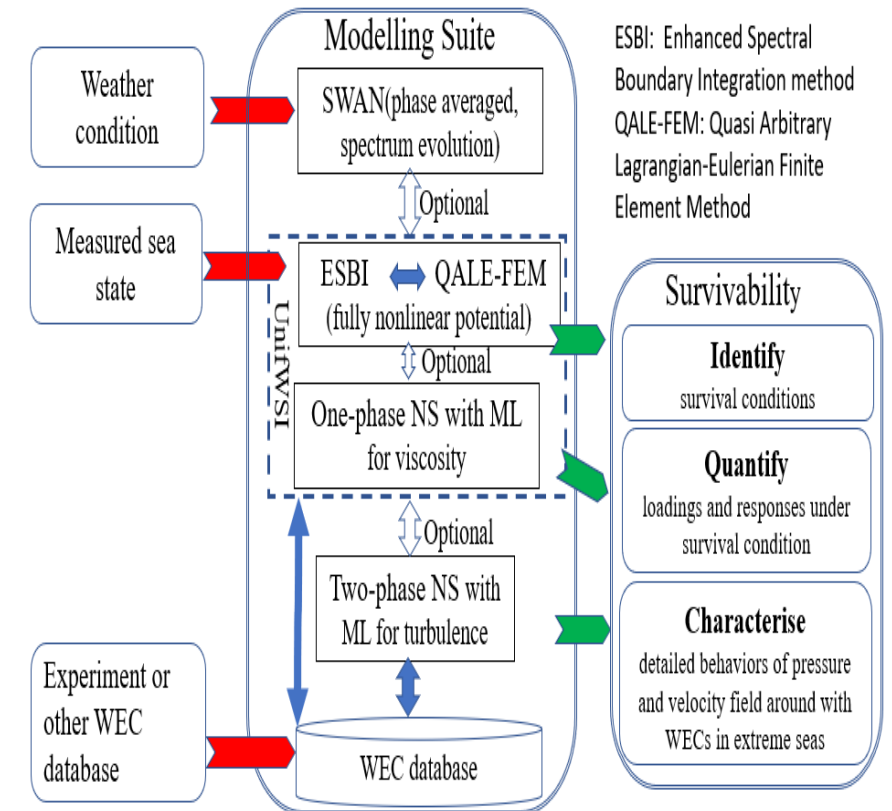 Weather
condition
Measured sea
state
Experiment or
other WEC
database
Modelling Suite
SWAN(phase averaged,
spectrum evolution)
Optional
UnifWSI
ESBI QALE-FEM
(fully nonlinear potential)
Optional
One-phase NS with ML
for viscosity
Optional
Two-phase NS with
ML for turbulence
WEC database
ESBI: Enhanced Spectral
Boundary Integration method
QALE-FEM: Quasi Arbitrary
Lagrangian-Eulerian Finite
Element Method
Survivability
Identify
survival conditions
Quantify
loadings and responses under
survival condition
Characterise
detailed behaviors of pressure
and velocity field around with
WECs in extreme seas